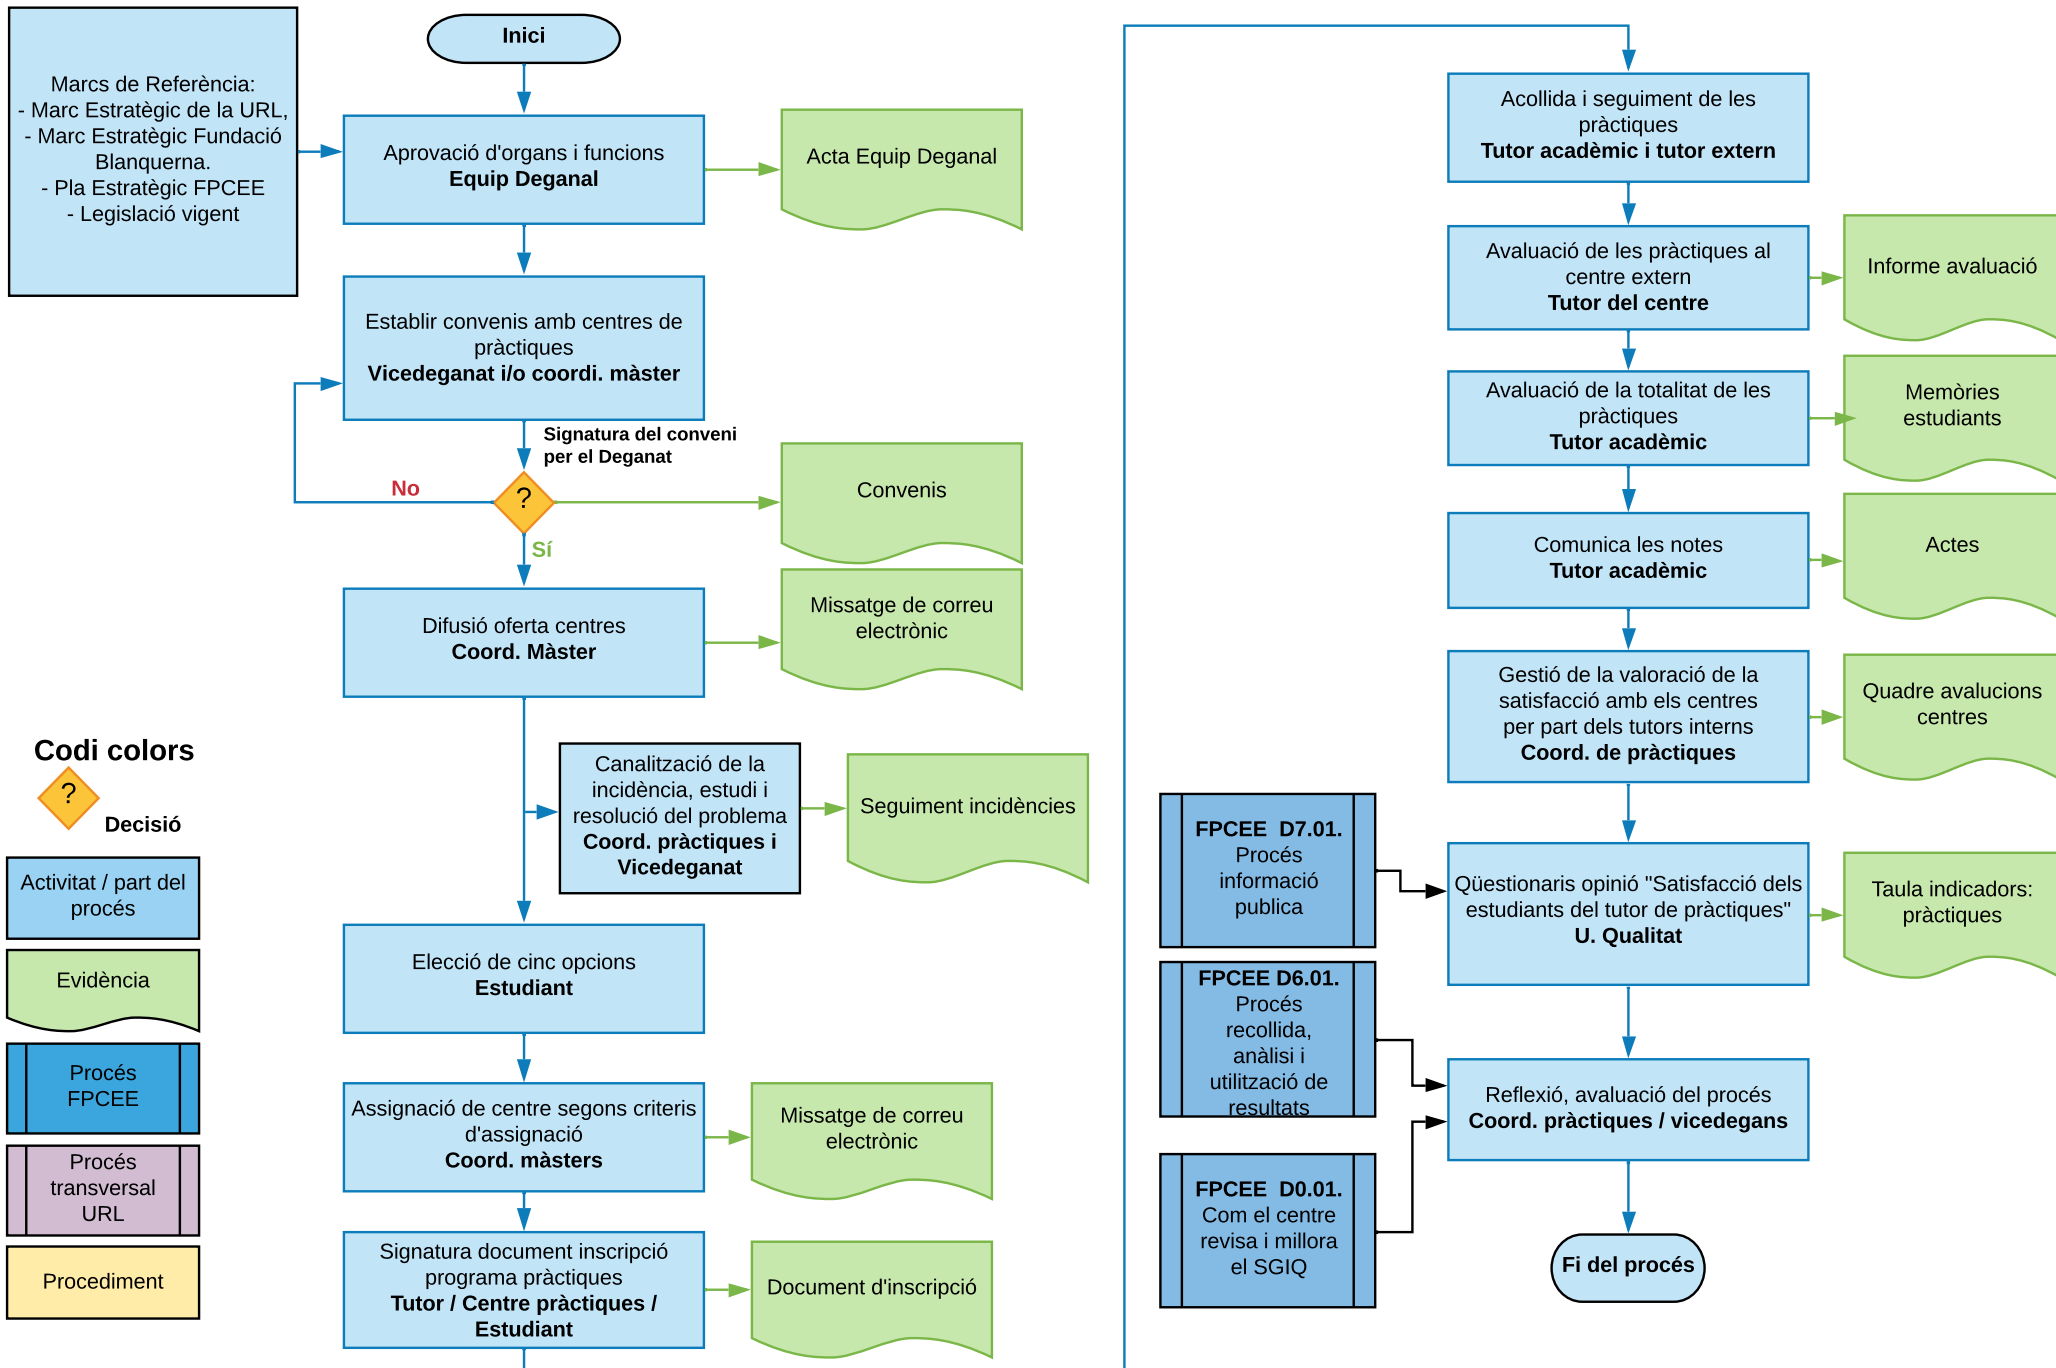 Inici
Marcs de Referència:
- Marc Estratègic de la URL,
- Marc Estratègic Fundació
Blanquerna.
- Pla Estratègic FPCEE
- Legislació vigent
Aprovació d'organs i funcions
Equip Deganal
Acta Equip Deganal
Establir convenis amb centres de
pràctiques
Vicedeganat i/o coordi. màster
Signatura del conveni
per el Deganat
No
?
Sí
Convenis
Difusió oferta centres
Coord. Màster
Missatge de correu
electrònic
Canalització de la
incidència, estudi i
resolució del problema
Coord. pràctiques i
Vicedeganat
Seguiment incidències
Elecció de cinc opcions
Estudiant
Assignació de centre segons criteris
d'assignació
Coord. màsters
Missatge de correu
electrònic
Signatura document inscripció
programa pràctiques
Tutor / Centre pràctiques /
Estudiant
Document d'inscripció
Codi colors
?
Decisió
Activitat / part del
procés
Evidència
Procés
FPCEE
Procés
transversal
URL
Procediment
Acollida i seguiment de les
pràctiques
Tutor acadèmic i tutor extern
Avaluació de les pràctiques al
centre extern
Tutor del centre
Informe avaluació
Avaluació de la totalitat de les
pràctiques
Tutor acadèmic
Memòries
estudiants
Comunica les notes
Tutor acadèmic
Actes
Gestió de la valoració de la
satisfacció amb els centres
per part dels tutors interns
Coord. de pràctiques
Quadre avalucions
centres
FPCEE  D7.01.
Procés
informació
publica
Qüestionaris opinió "Satisfacció dels
estudiants del tutor de pràctiques"
U. Qualitat
Taula indicadors:
pràctiques
FPCEE D6.01.
Procés
recollida,
anàlisi i
utilització de
resultats
Reflexió, avaluació del procés
Coord. pràctiques / vicedegans
FPCEE  D0.01.
Com el centre
revisa i millora
el SGIQ
Fi del procés